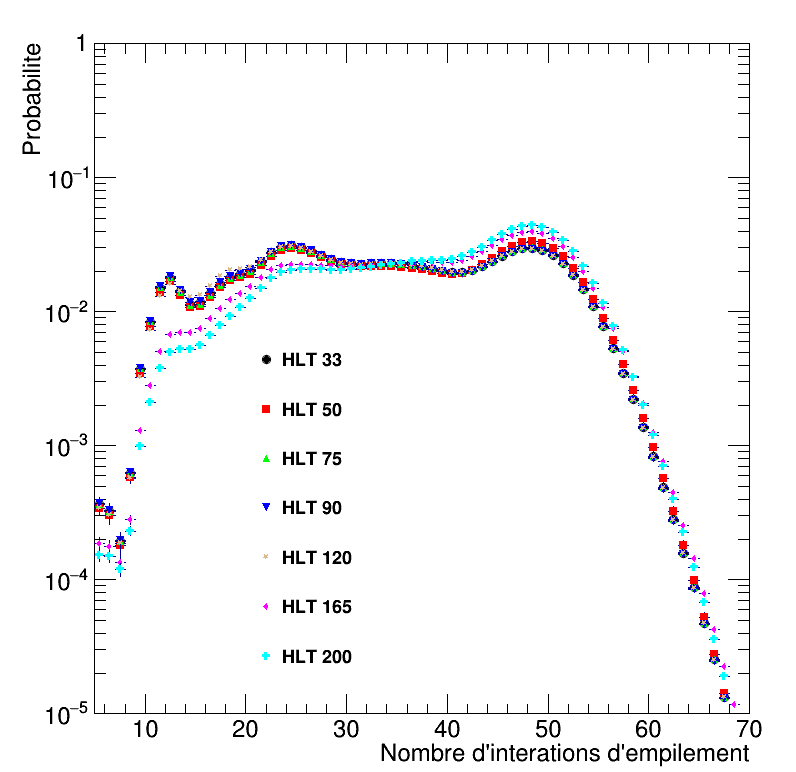 Probabilite
1
10⁻¹
10⁻²
10⁻³
10⁻⁴
10⁻⁵
HLT 33
HLT 50
HLT 75
HLT 90
HLT 120
HLT 165
HLT 200
10 20 30 40 50 60 70
Nombre d'interations d'empilement